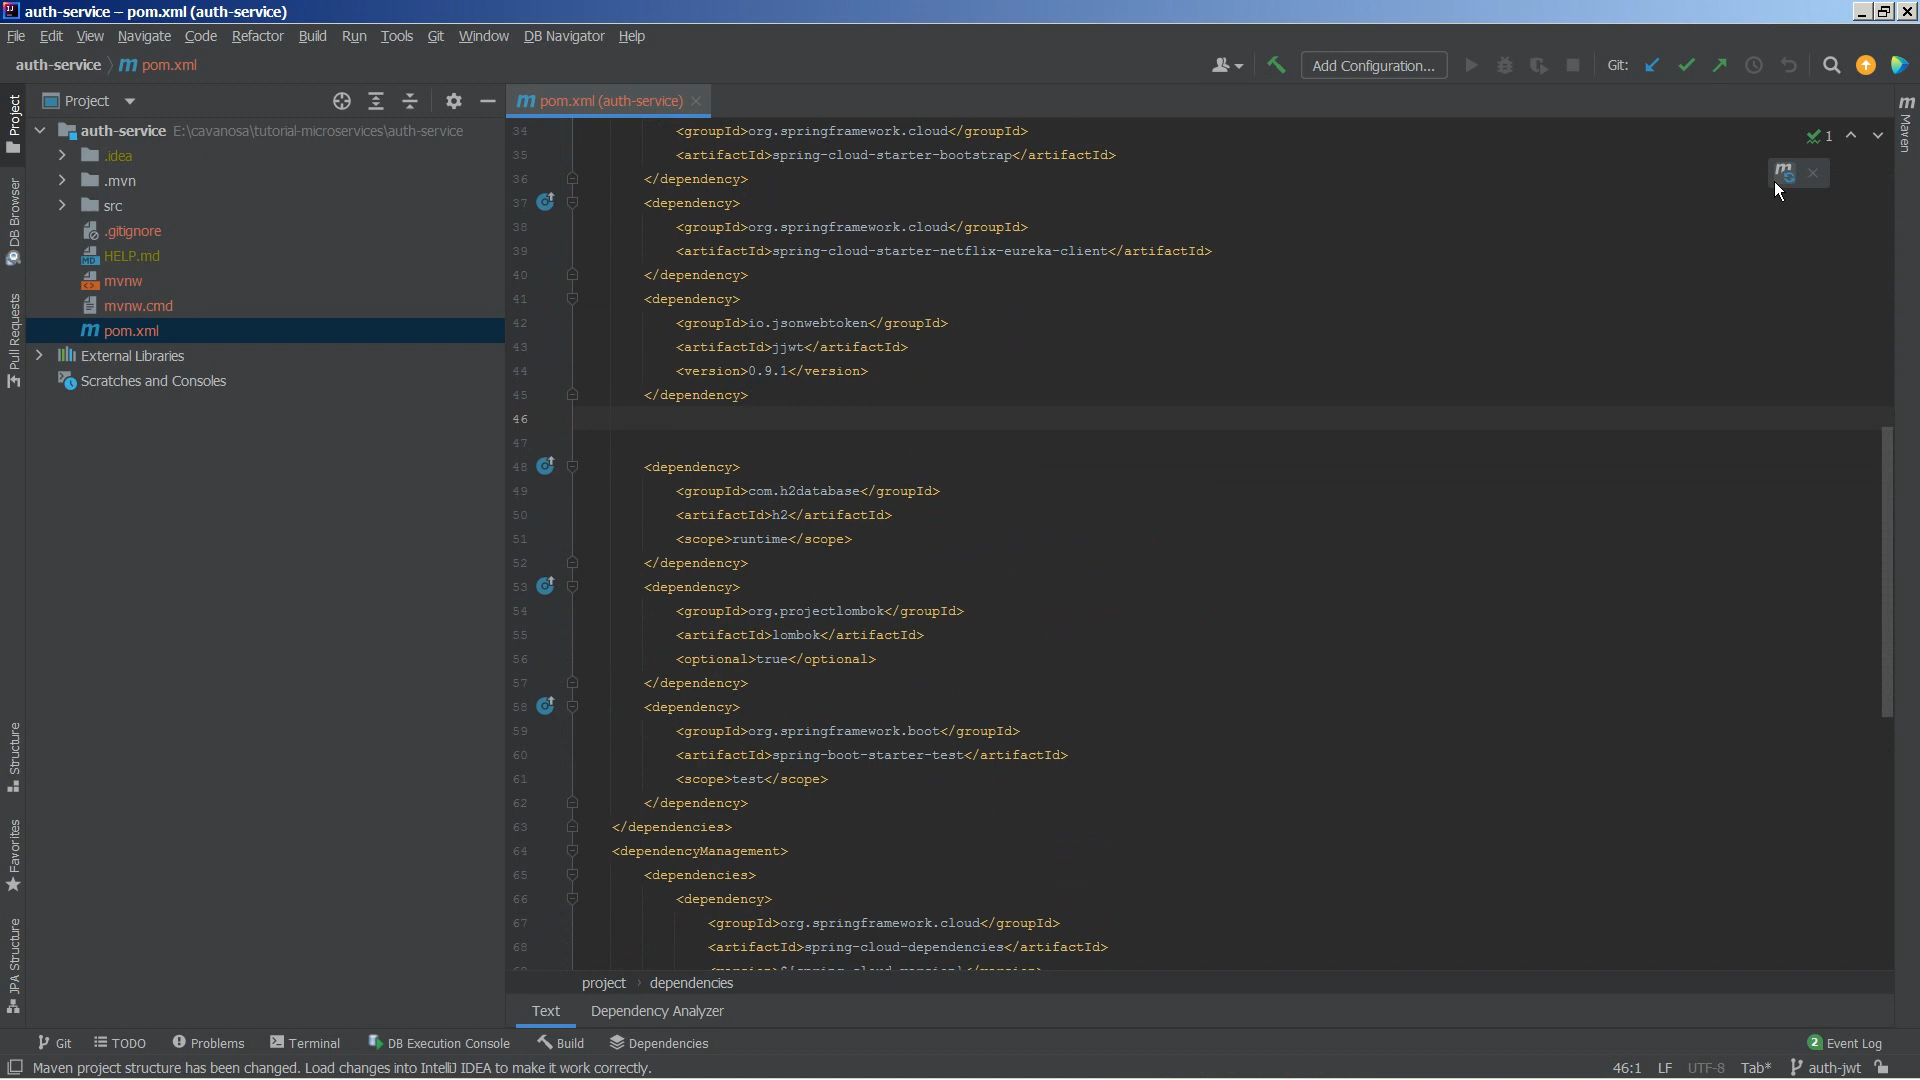 auth-service – pom.xml (auth-service)
File Edit View Navigate Code Refactor Build Run Tools Git Window DB Navigator Help
auth-service pom.xml
Add Configuration...
Git:
Project
pom.xml (auth-service)
auth-service E:\cavanosa\tutorial-microservices\auth-service
.idea
.mvn
src
.gitignore
HELP.md
mvnw
mvnw.cmd
pom.xml
External Libraries
Scratches and Consoles
Project
DB Browser
Pull Requests
Structure
Favorites
JPA Structure
34 <groupId>org.springframework.cloud</groupId>
35 <artifactId>spring-cloud-starter-bootstrap</artifactId>
36 </dependency>
37 <dependency>
38 <groupId>org.springframework.cloud</groupId>
39 <artifactId>spring-cloud-starter-netflix-eureka-client</artifactId>
40 </dependency>
41 <dependency>
42 <groupId>io.jsonwebtoken</groupId>
43 <artifactId>jjwt</artifactId>
44 <version>0.9.1</version>
45 </dependency>
46
47
48 <dependency>
49 <groupId>com.h2database</groupId>
50 <artifactId>h2</artifactId>
51 <scope>runtime</scope>
52 </dependency>
53 <dependency>
54 <groupId>org.projectlombok</groupId>
55 <artifactId>lombok</artifactId>
56 <optional>true</optional>
57 </dependency>
58 <dependency>
59 <groupId>org.springframework.boot</groupId>
60 <artifactId>spring-boot-starter-test</artifactId>
61 <scope>test</scope>
62 </dependency>
63 </dependencies>
64 <dependencyManagement>
65 <dependencies>
66 <dependency>
67 <groupId>org.springframework.cloud</groupId>
68 <artifactId>spring-cloud-dependencies</artifactId>
1
Maven
project dependencies
Text Dependency Analyzer
Git TODO Problems Terminal DB Execution Console Build Dependencies
2 Event Log
Maven project structure has been changed. Load changes into IntelliJ IDEA to make it work correctly.
46:1 LF UTF-8 Tab* auth-jwt